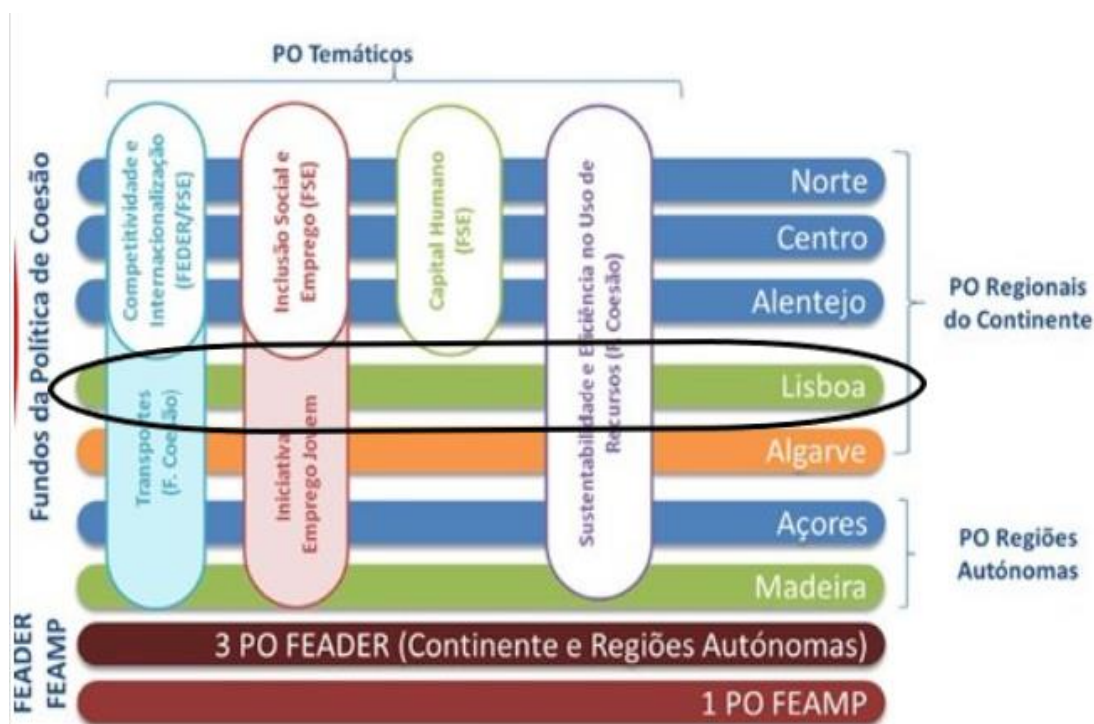 PO Temáticos
Fundos da Política de Coesão
Competitividade e
Internacionalização
(FEDER/FSE)
Transportes
(F. Coesão)
Inclusão Social e
Emprego (FSE)
Iniciativa
Emprego Jovem
Capital Humano
(FSE)
Sustentabilidade e Eficiência no Uso de
Recursos (F. Coesão)
Norte
Centro
Alentejo
Lisboa
Algarve
Açores
Madeira
PO Regionais
do Continente
PO Regiões
Autónomas
FEADER
FEAMP
3 PO FEADER (Continente e Regiões Autónomas)
1 PO FEAMP